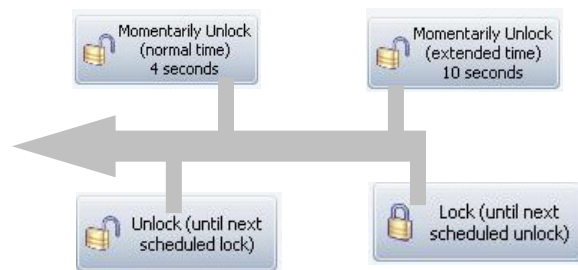 Momentarily Unlock
(normal time)
4 seconds
Momentarily Unlock
(extended time)
10 seconds
Unlock (until next
scheduled lock)
Lock (until next
scheduled unlock)